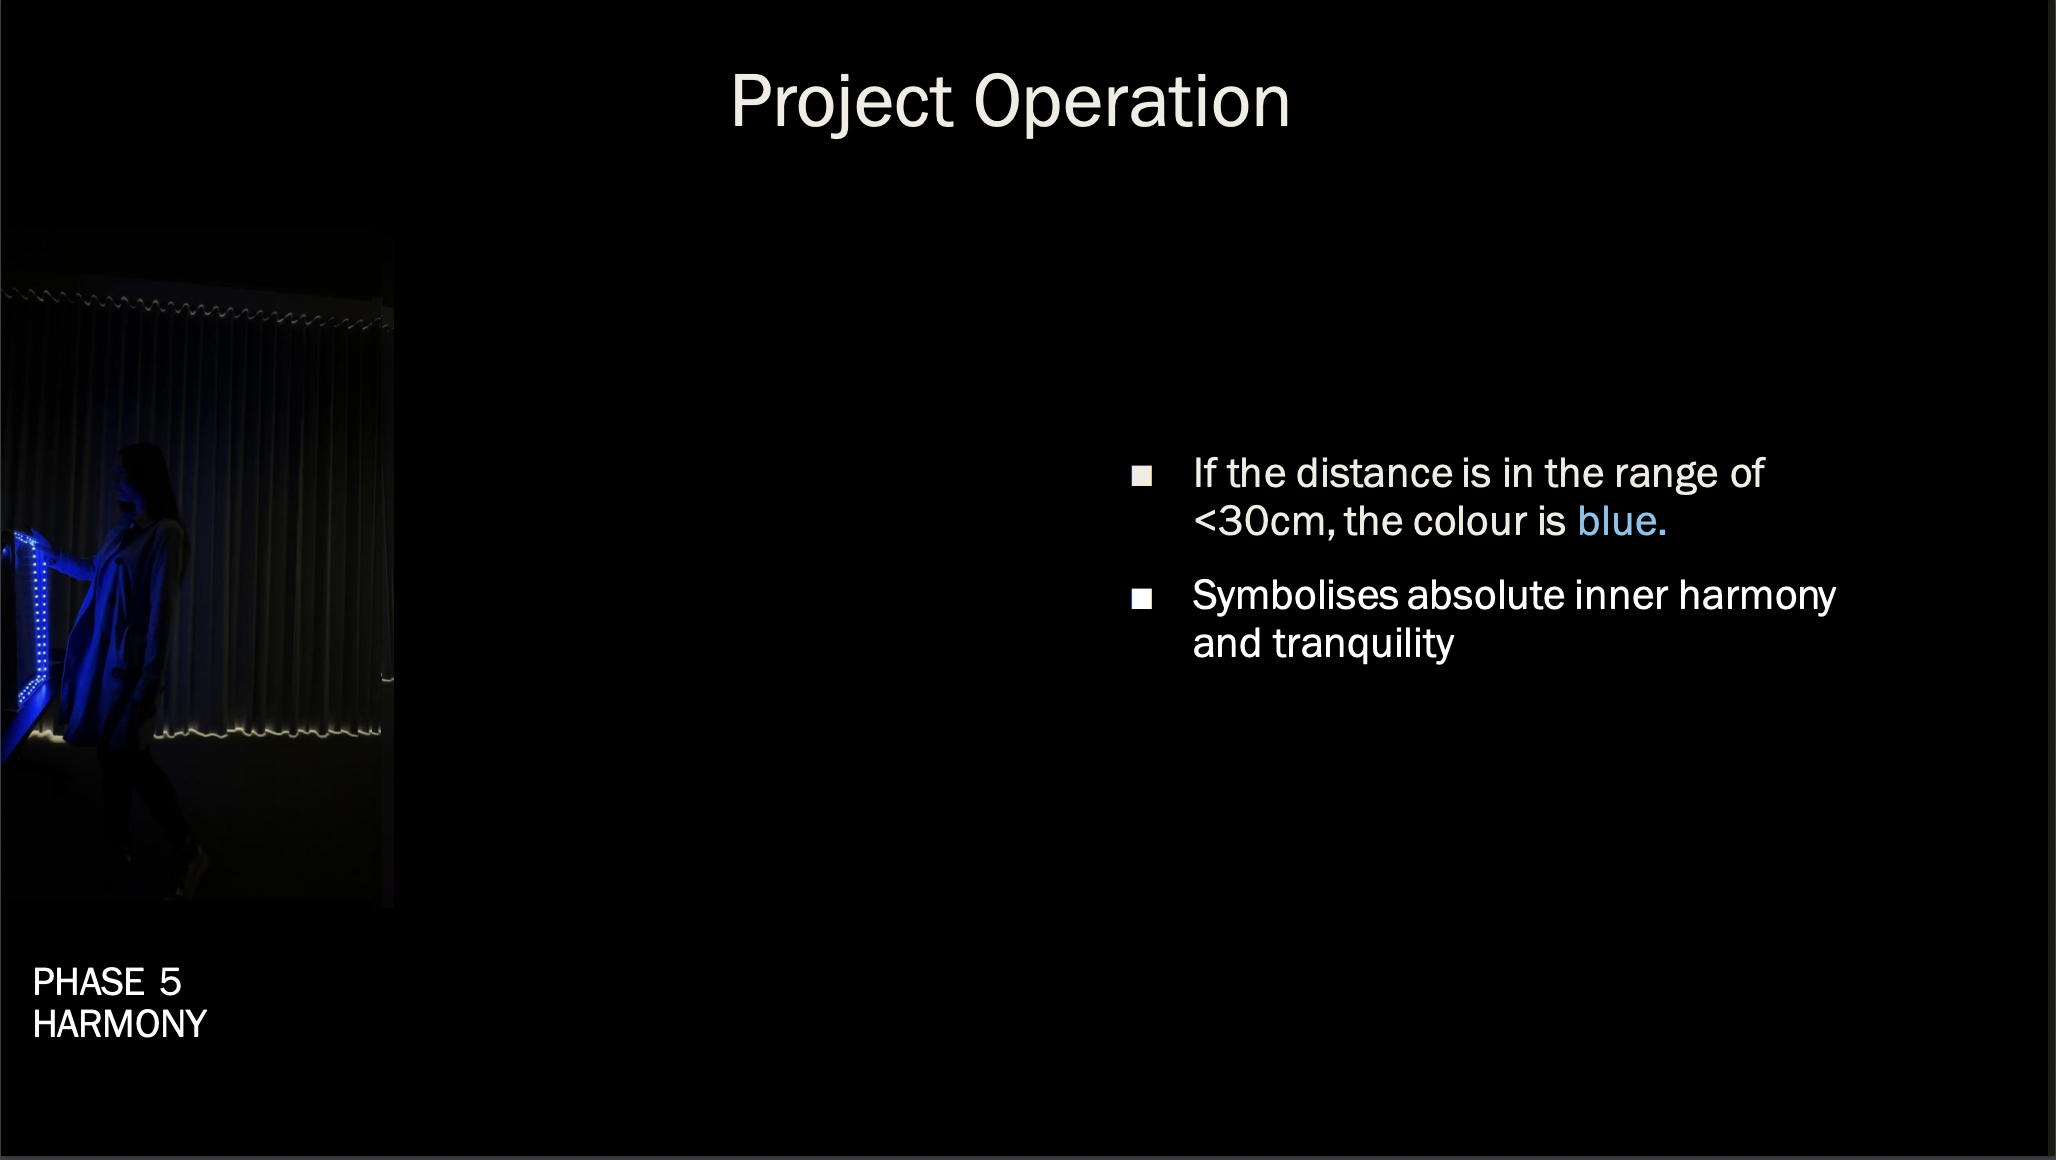 Project Operation
If the distance is in the range of
<30cm, the colour is blue.
Symbolises absolute inner harmony
and tranquility
PHASE 5
HARMONY